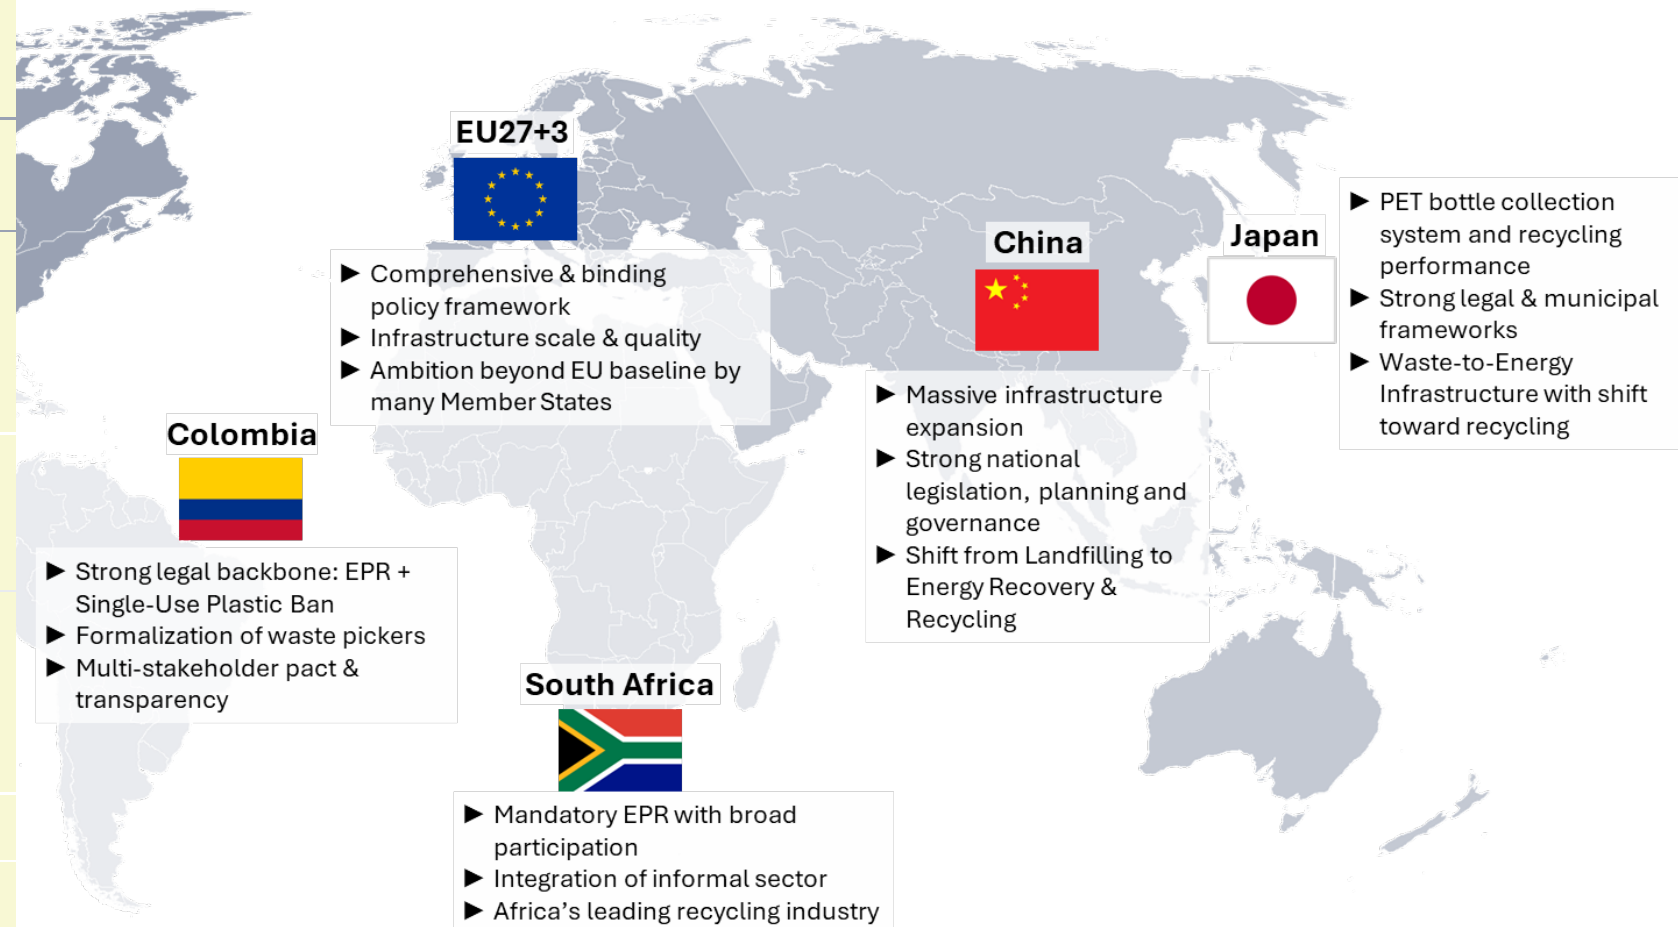 EU27+3
▶ Comprehensive & binding
policy framework
▶ Infrastructure scale & quality
▶ Ambition beyond EU baseline by
many Member States
China
▶ Massive infrastructure
expansion
▶ Strong national
legislation, planning and
governance
▶ Shift from Landfilling to
Energy Recovery &
Recycling
Japan
▶ PET bottle collection
system and recycling
performance
▶ Strong legal & municipal
frameworks
▶ Waste-to-Energy
Infrastructure with shift
toward recycling
Colombia
▶ Strong legal backbone: EPR +
Single-Use Plastic Ban
▶ Formalization of waste pickers
▶ Multi-stakeholder pact &
transparency
South Africa
▶ Mandatory EPR with broad
participation
▶ Integration of informal sector
▶ Africa's leading recycling industry